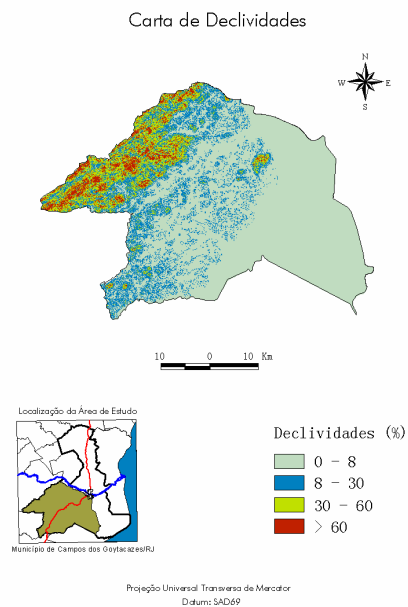 Carta de Declividades
N
W E
S
10 0 10 Km
Localização da Área de Estudo
Município de Campos dos Goytacazes/RJ
Declividades (%)
0 - 8
8 - 30
30 - 60
> 60
Projeção Universal Transversa de Mercator
Datum: SAD69